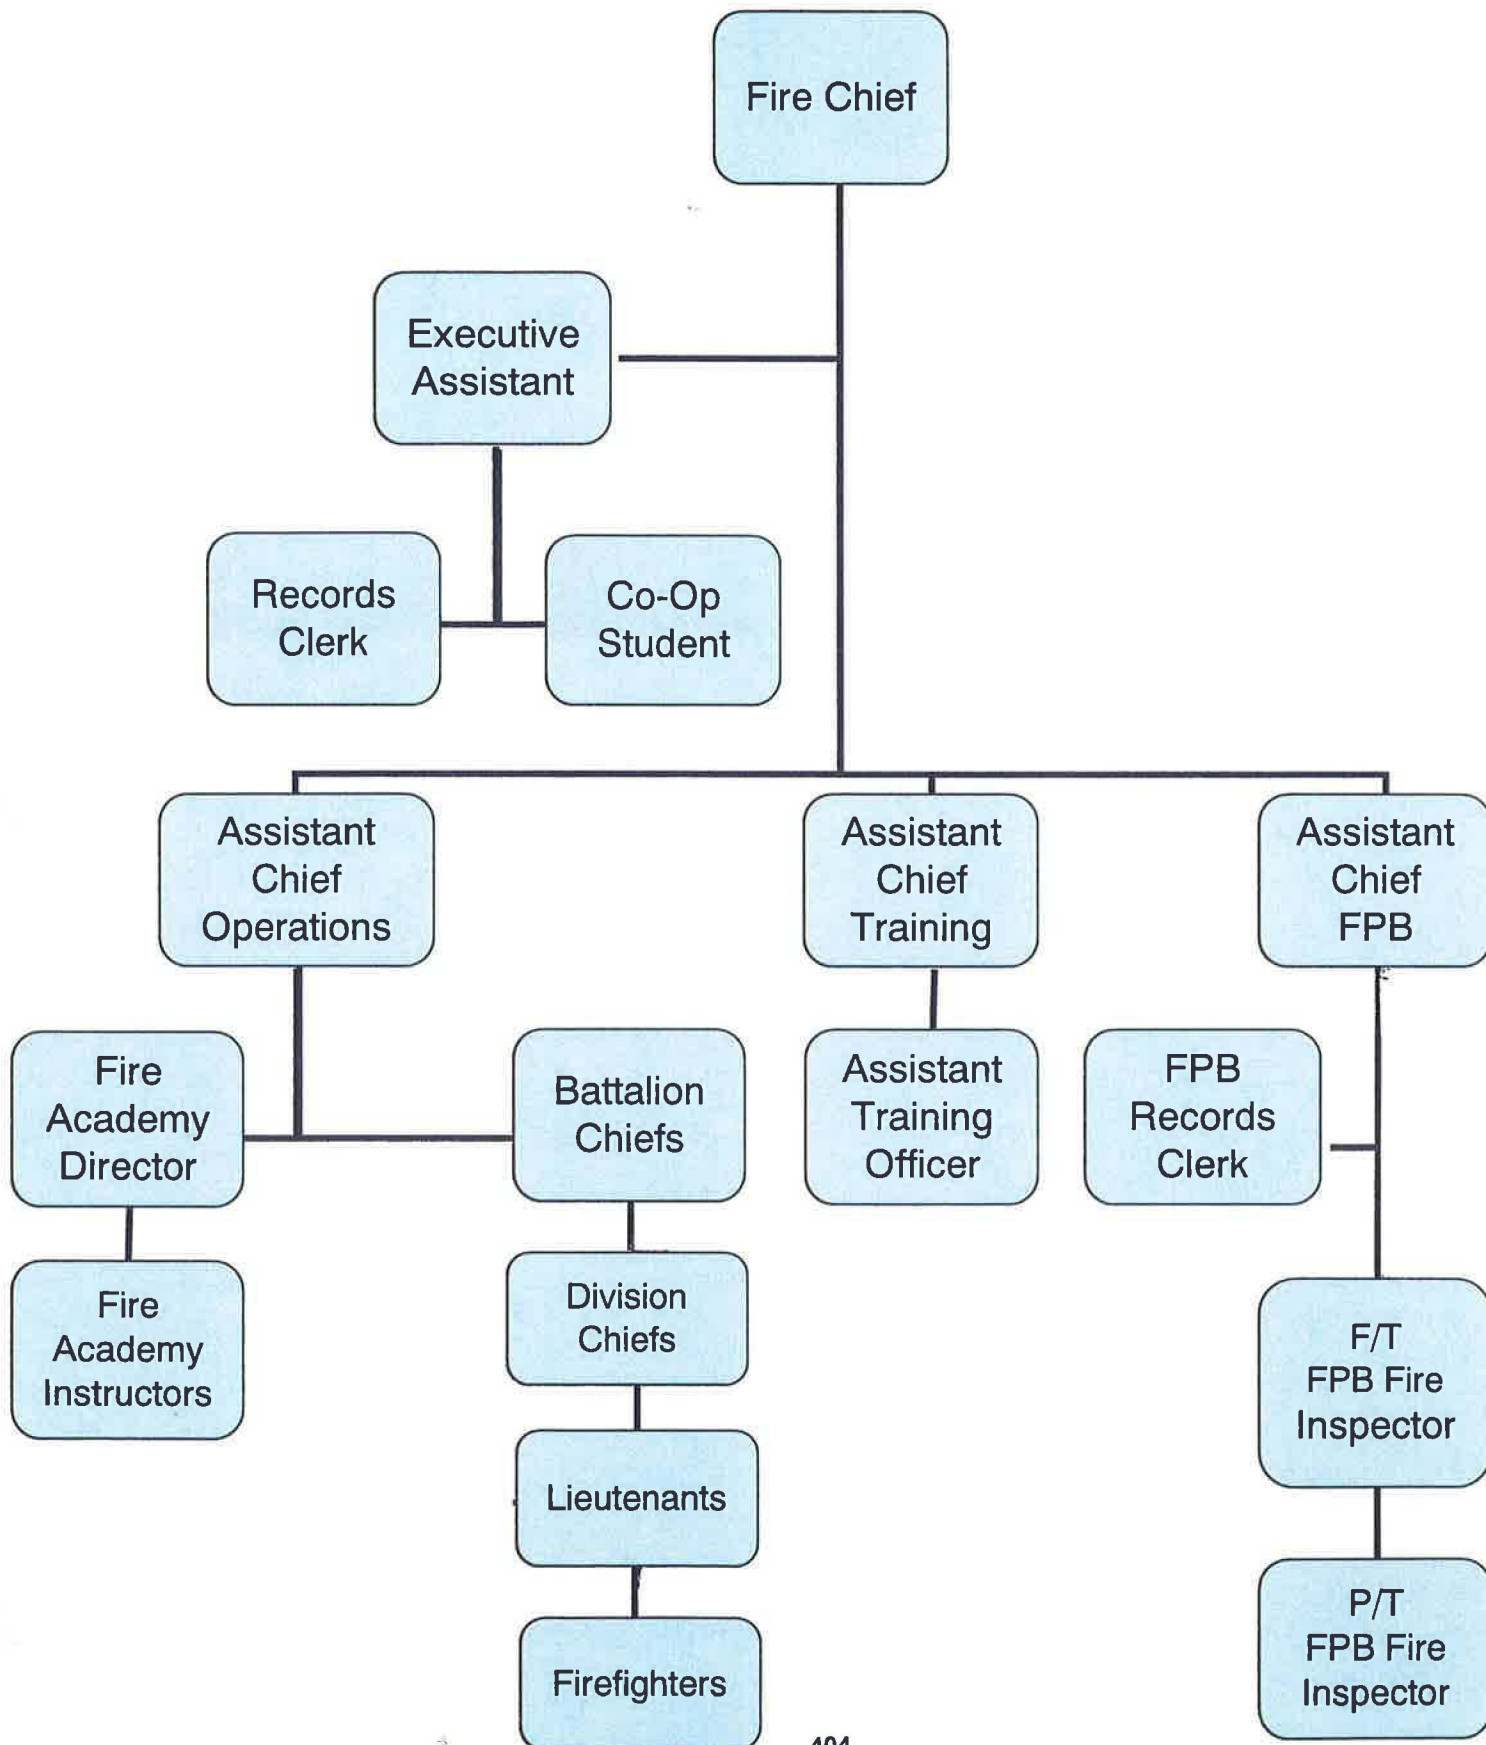 Fire Chief
Executive
Assistant
Records
Clerk
Co-Op
Student
Assistant
Chief
Operations
Assistant
Chief
Training
Assistant
Chief
FPB
Fire
Academy
Director
Battalion
Chiefs
Assistant
Training
Officer
FPB
Records
Clerk
Fire
Academy
Instructors
Division
Chiefs
F/T
FPB Fire
Inspector
Lieutenants
P/T
FPB Fire
Inspector
Firefighters
404